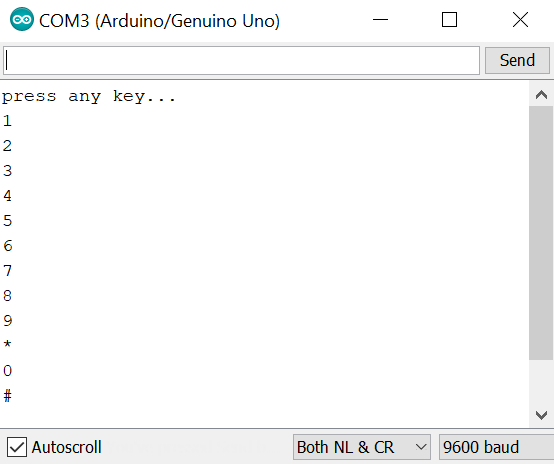 COM3 (Arduino/Genuino Uno)
Send
press any key...
1
2
3
4
5
6
7
8
9
*
0
#
Autoscroll
Both NL & CR
9600 baud